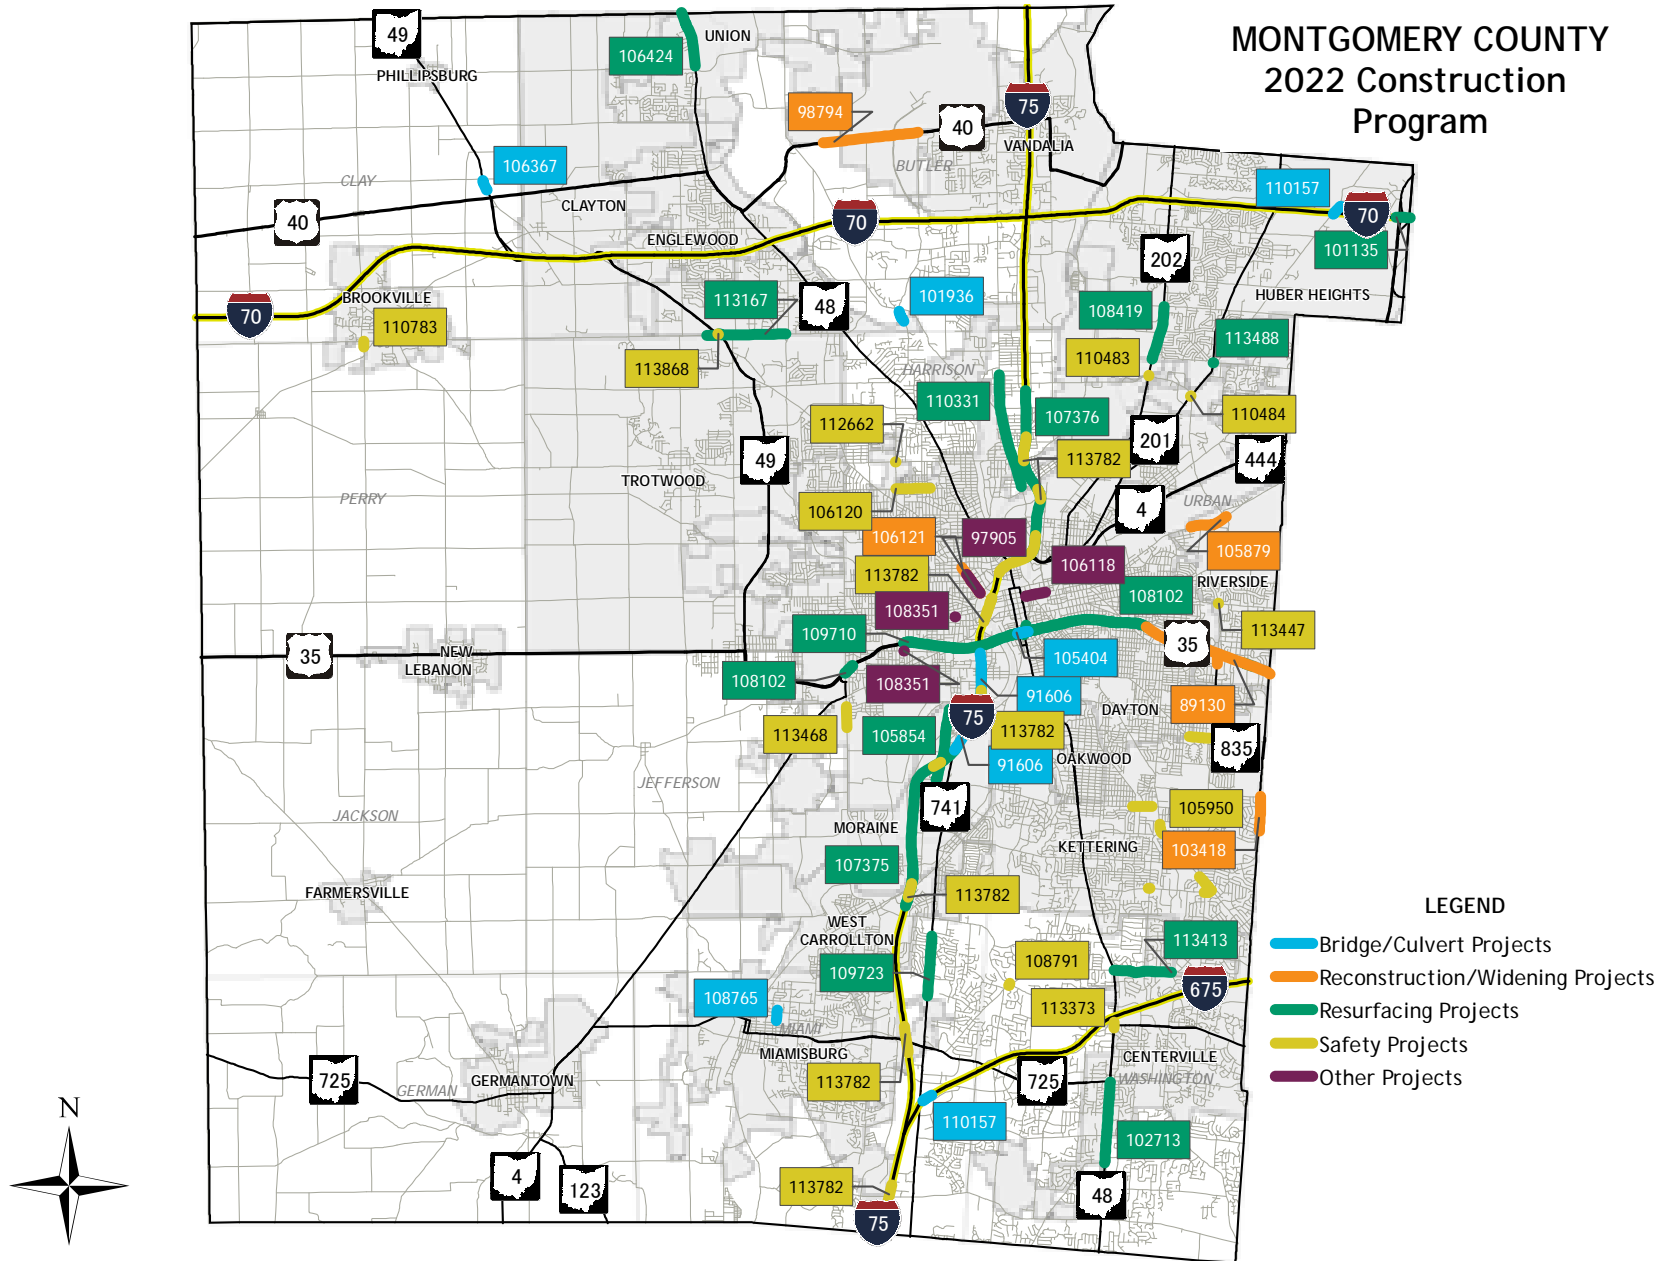 MONTGOMERY COUNTY
2022 Construction
Program
49
UNION
106424
PHILLIPSBURG
98794
75
40
VANDALIA
106367
BUTLER
CLAY
110157
CLAYTON
40
70
70
ENGLEWOOD
101135
202
BROOKVILLE
113167
48
101936
HUBER HEIGHTS
70
110783
108419
113488
113868
110483
HARRISON
110331
107376
110484
112662
201
113782
444
49
TROTWOOD
PERRY
4
URBAN
106120
106121
97905
105879
106118
113782
RIVERSIDE
108102
108351
113447
109710
35
35
NEW
LEBANON
105404
108102
108351
91606
89130
DAYTON
75
113468
105854
113782
835
91606
OAKWOOD
JEFFERSON
741
105950
JACKSON
MORAINE
KETTERING
103418
107375
FARMERSVILLE
113782
LEGEND
WEST
CARROLLTON
113413
Bridge/Culvert Projects
108791
109723
Reconstruction/Widening Projects
675
108765
113373
Resurfacing Projects
MIAMI
Safety Projects
MIAMISBURG
CENTERVILLE
725
GERMANTOWN
113782
725
WASHINGTON
Other Projects
GERMAN
N
110157
102713
4
123
113782
48
75